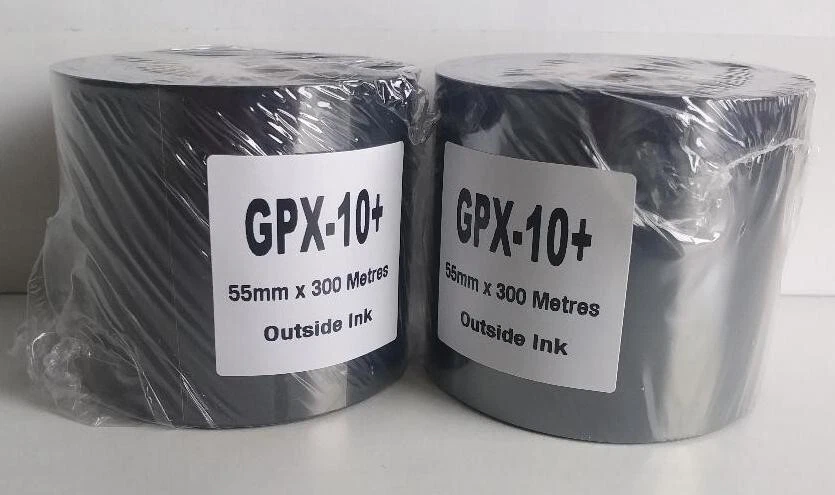 GPX-10+
55mm x 300 Metres
Outside Ink
GPX-10+
55mm x 300 Metres
Outside Ink